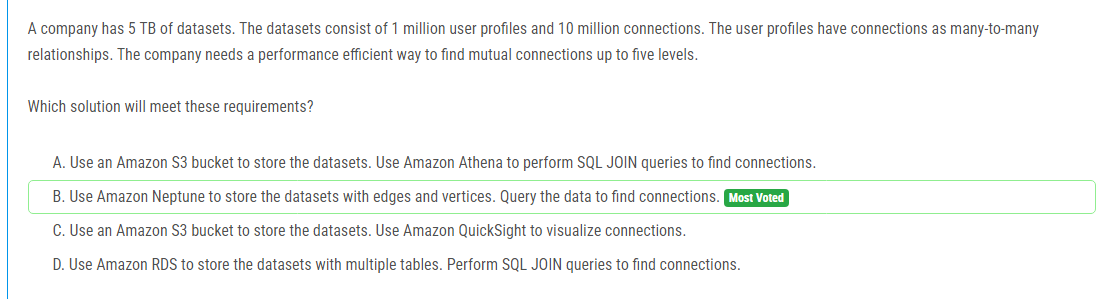 A company has 5 TB of datasets. The datasets consist of 1 million user profiles and 10 million connections. The user profiles have connections as many-to-many
relationships. The company needs a performance efficient way to find mutual connections up to five levels.
Which solution will meet these requirements?
A. Use an Amazon S3 bucket to store the datasets. Use Amazon Athena to perform SQL JOIN queries to find connections.
B. Use Amazon Neptune to store the datasets with edges and vertices. Query the data to find connections. Most Voted
C. Use an Amazon S3 bucket to store the datasets. Use Amazon QuickSight to visualize connections.
D. Use Amazon RDS to store the datasets with multiple tables. Perform SQL JOIN queries to find connections.